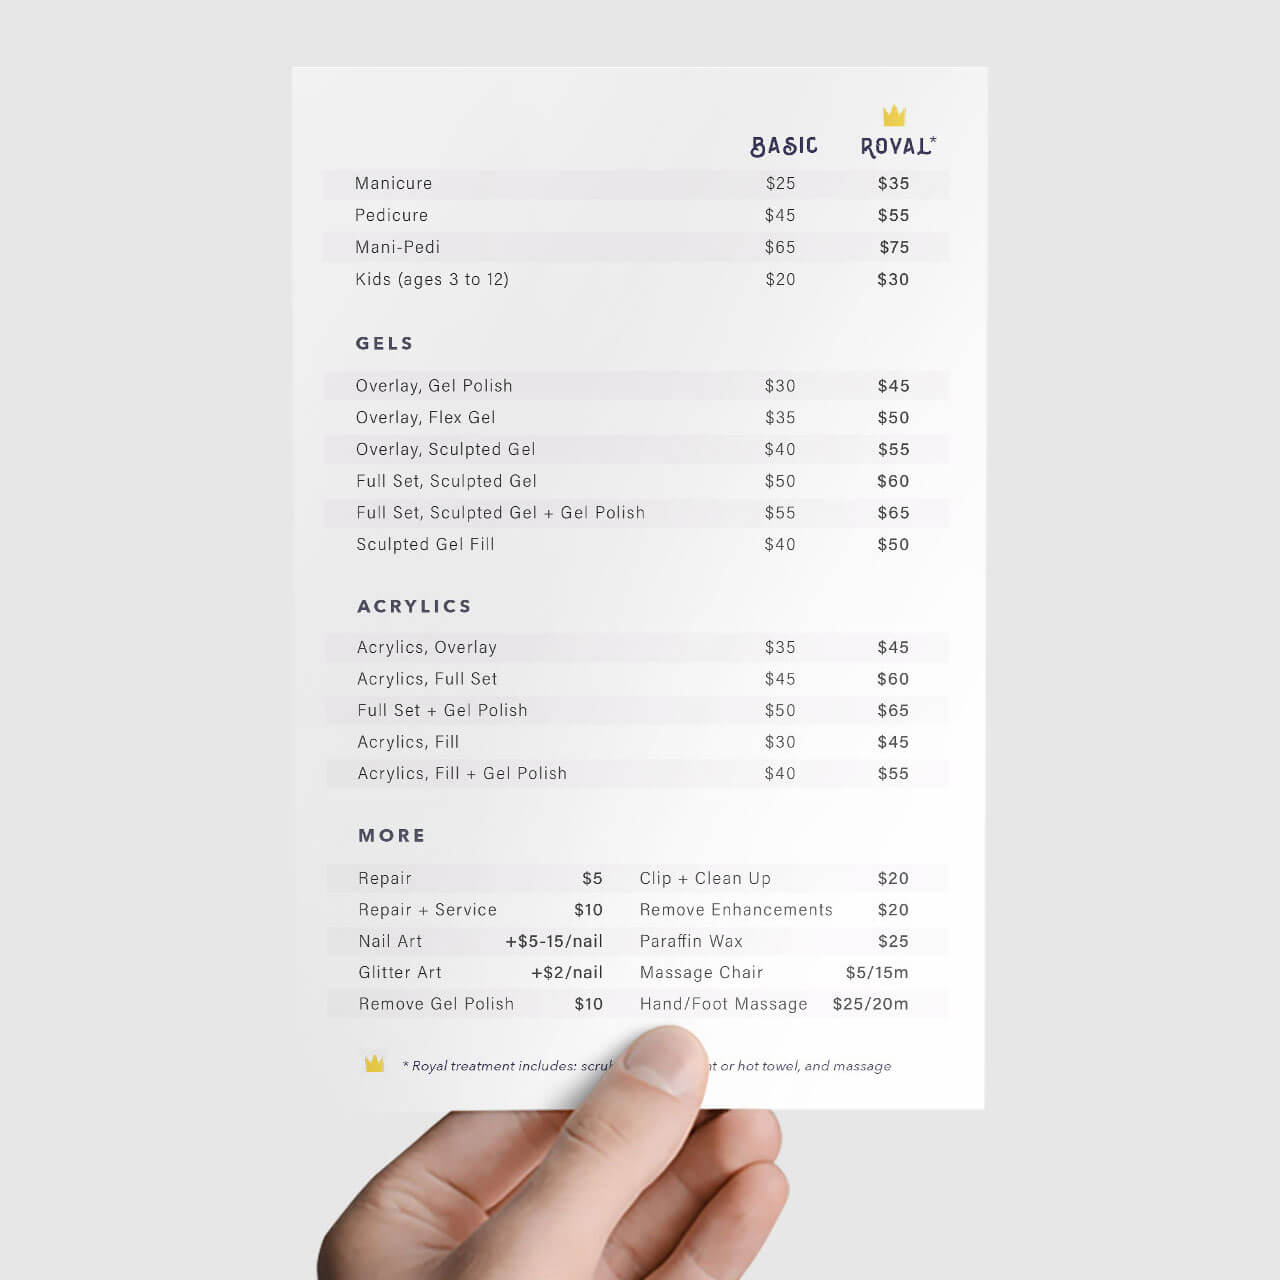 BASIC ROYAL*
Manicure $25 $35
Pedicure $45 $55
Mani-Pedi $65 $75
Kids (ages 3 to 12) $20 $30
GELS
Overlay, Gel Polish $30 $45
Overlay, Flex Gel $35 $50
Overlay, Sculpted Gel $40 $55
Full Set, Sculpted Gel $50 $60
Full Set, Sculpted Gel + Gel Polish $55 $65
Sculpted Gel Fill $40 $50
ACRYLICS
Acrylics, Overlay $35 $45
Acrylics, Full Set $45 $60
Full Set + Gel Polish $50 $65
Acrylics, Fill $30 $45
Acrylics, Fill + Gel Polish $40 $55
MORE
Repair $5 Clip + Clean Up $20
Repair + Service $10 Remove Enhancements $20
Nail Art +$5-15/nail Paraffin Wax $25
Glitter Art +$2/nail Massage Chair $5/15m
Remove Gel Polish $10 Hand/Foot Massage $25/20m
* Royal treatment includes: or hot towel, and massage